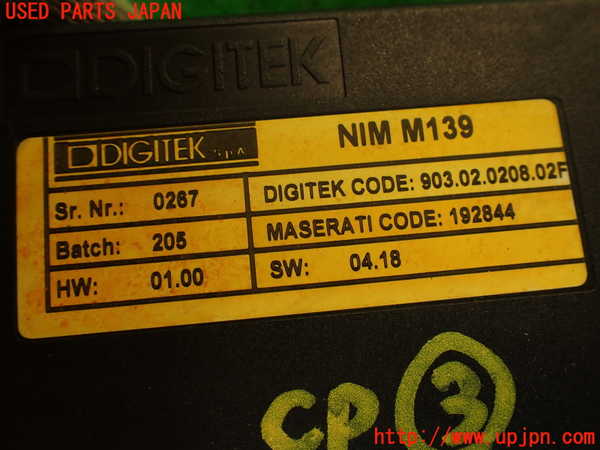 USED PARTS JAPAN
DIGITEK
DIGITEK S.p.A.
NIM M139
Sr. Nr.: 0267
DIGITEK CODE: 903.02.0208.02F
Batch: 205
MASERATI CODE: 192844
HW: 01.00
SW: 04.18
CP 3
http://www.upjpn.com/